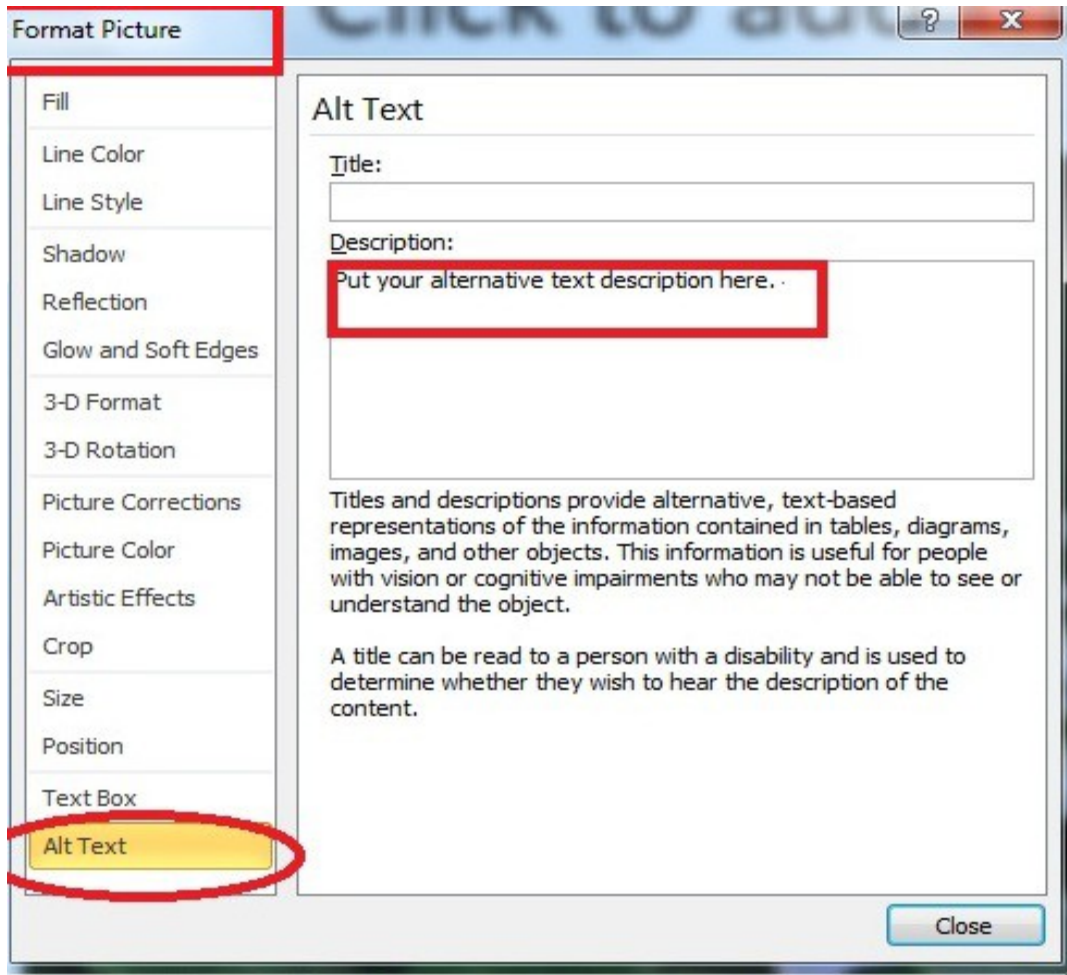 Click to add
Format Picture
?
X
Fill
Line Color
Line Style
Shadow
Reflection
Glow and Soft Edges
3-D Format
3-D Rotation
Picture Corrections
Picture Color
Artistic Effects
Crop
Size
Position
Text Box
Alt Text
Alt Text
Title:
Description:
Put your alternative text description here.
Titles and descriptions provide alternative, text-based
representations of the information contained in tables, diagrams,
images, and other objects. This information is useful for people
with vision or cognitive impairments who may not be able to see or
understand the object.
A title can be read to a person with a disability and is used to
determine whether they wish to hear the description of the
content.
Close